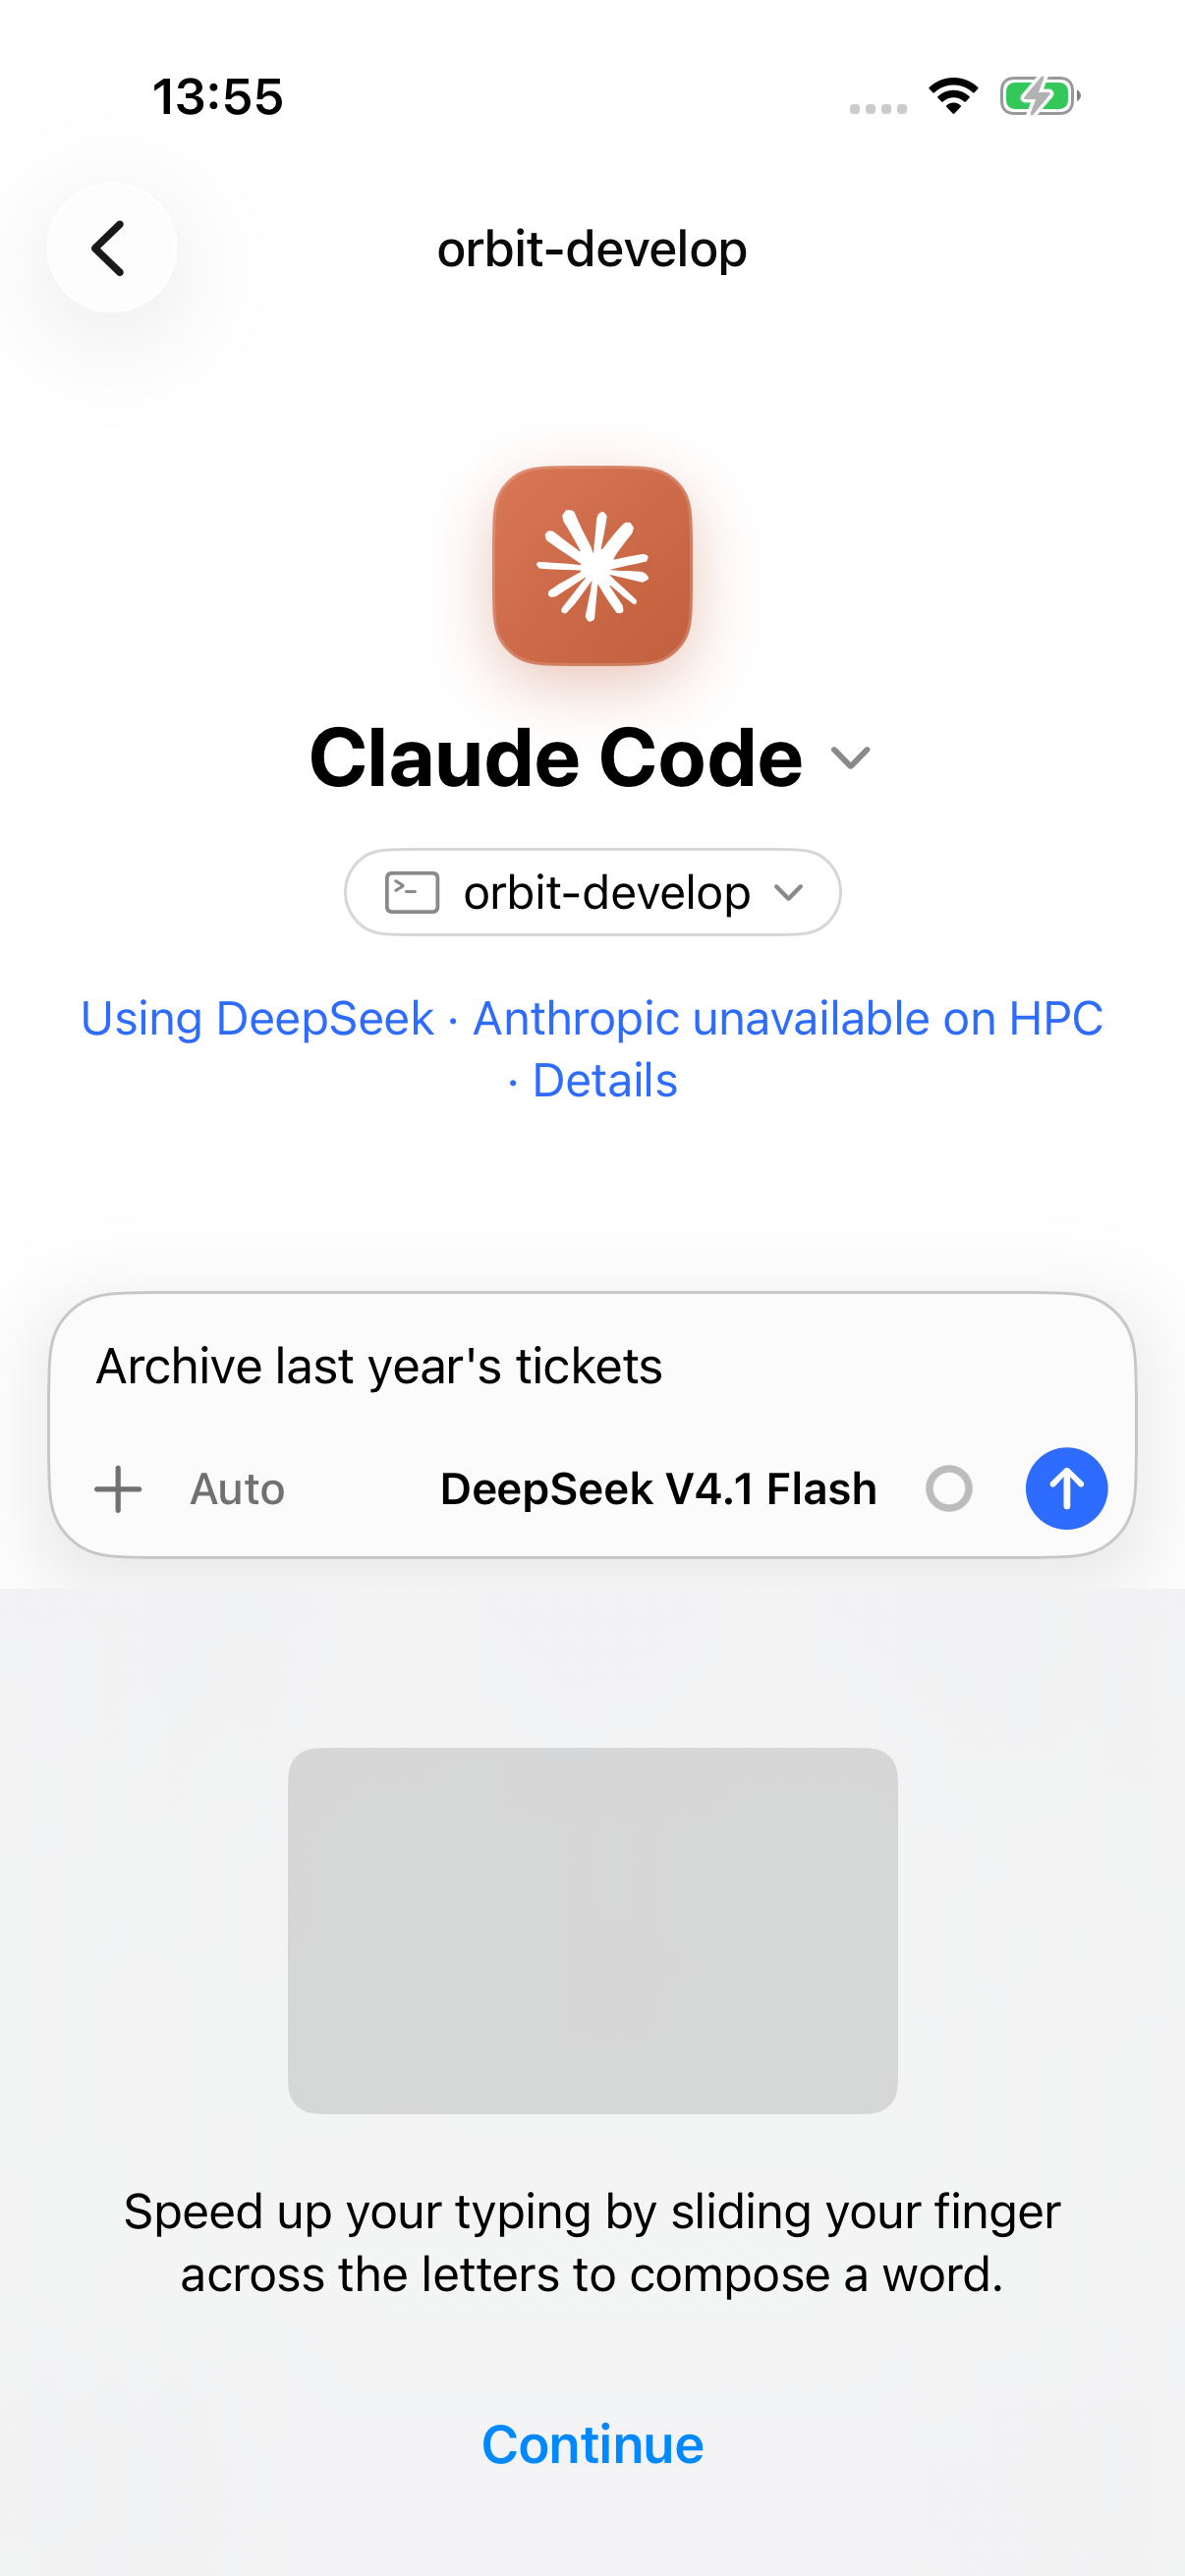 13:55
orbit-develop
Claude Code
orbit-develop
Using DeepSeek · Anthropic unavailable on HPC
· Details
Archive last year's tickets
Auto DeepSeek V4.1 Flash
Speed up your typing by sliding your finger
across the letters to compose a word.
Continue